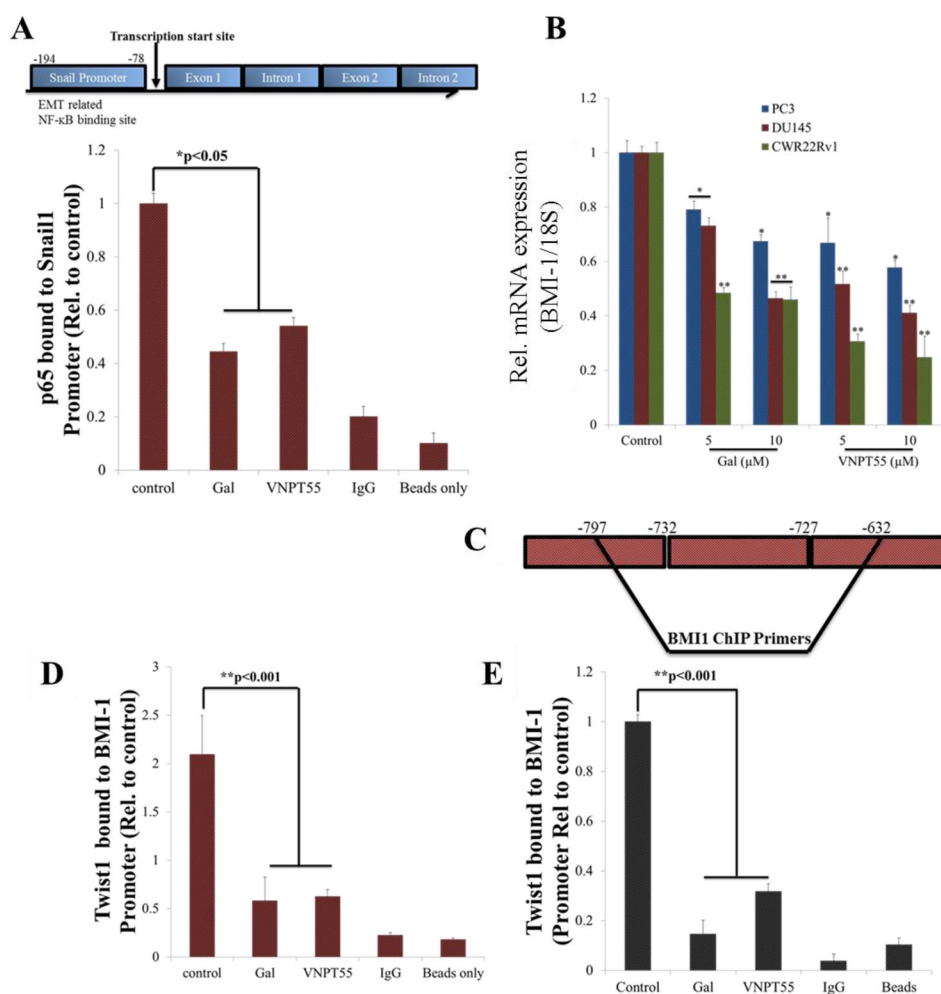 A
Transcription start site
-194
-78
Snail Promoter
Exon 1
Intron 1
Exon 2
Intron 2
EMT related
NF-κB binding site
p65 bound to Snail1
Promoter (Rel. to control)
1.2
1
0.8
0.6
0.4
0.2
0
*p<0.05
control
Gal
VNPT55
IgG
Beads only
B
Rel. mRNA expression
(BMI-1/18S)
1
0.8
0.6
0.4
0.2
0
PC3
DU145
CWR22Rv1
*
**
*
**
*
**
**
*
**
**
Control
5
10
5
10
Gal (µM)
VNPT55 (µM)
C
-797
-732
-727
-632
BMI1 ChIP Primers
D
Twist1 bound to BMI-1
Promoter (Rel. to control)
3
2.5
2
1.5
1
0.5
0
**p<0.001
control
Gal
VNPT55
IgG
Beads only
E
Twist1 bound to BMI-1
(Promoter Rel to control)
1.2
1
0.8
0.6
0.4
0.2
0
**p<0.001
Control
Gal
VNPT55
IgG
Beads